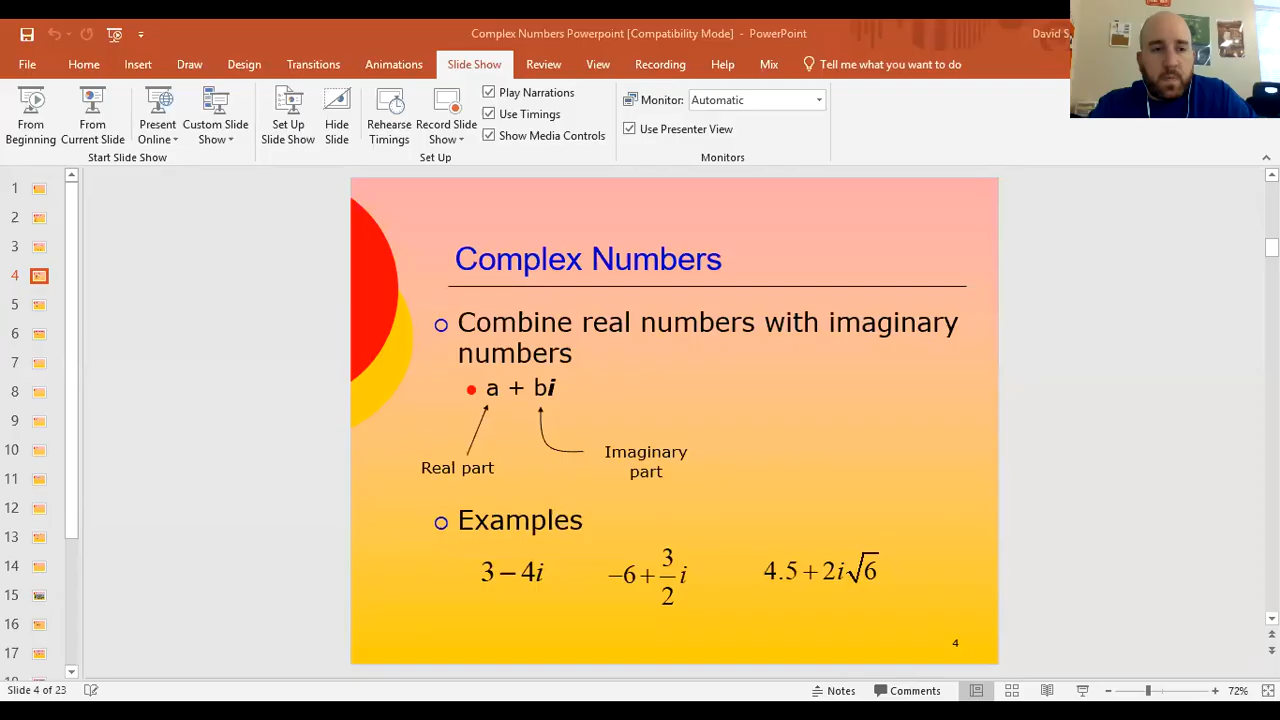 Complex Numbers Powerpoint [Compatibility Mode] - PowerPoint
David S.
File Home Insert Draw Design Transitions Animations Slide Show Review View Recording Help Mix Tell me what you want to do
From Beginning
From Current Slide
Present Online
Custom Slide Show
Start Slide Show
Set Up Slide Show
Hide Slide
Rehearse Timings
Record Slide Show
Play Narrations
Use Timings
Show Media Controls
Set Up
Monitor: Automatic
Use Presenter View
Monitors
1
2
3
4
5
6
7
8
9
10
11
12
13
14
15
16
17
Complex Numbers
Combine real numbers with imaginary
numbers
a + bi
Real part
Imaginary
part
Examples
3 − 4i
−6 + 3/2 i
4.5 + 2i√6
4
Slide 4 of 23
Notes Comments 72%